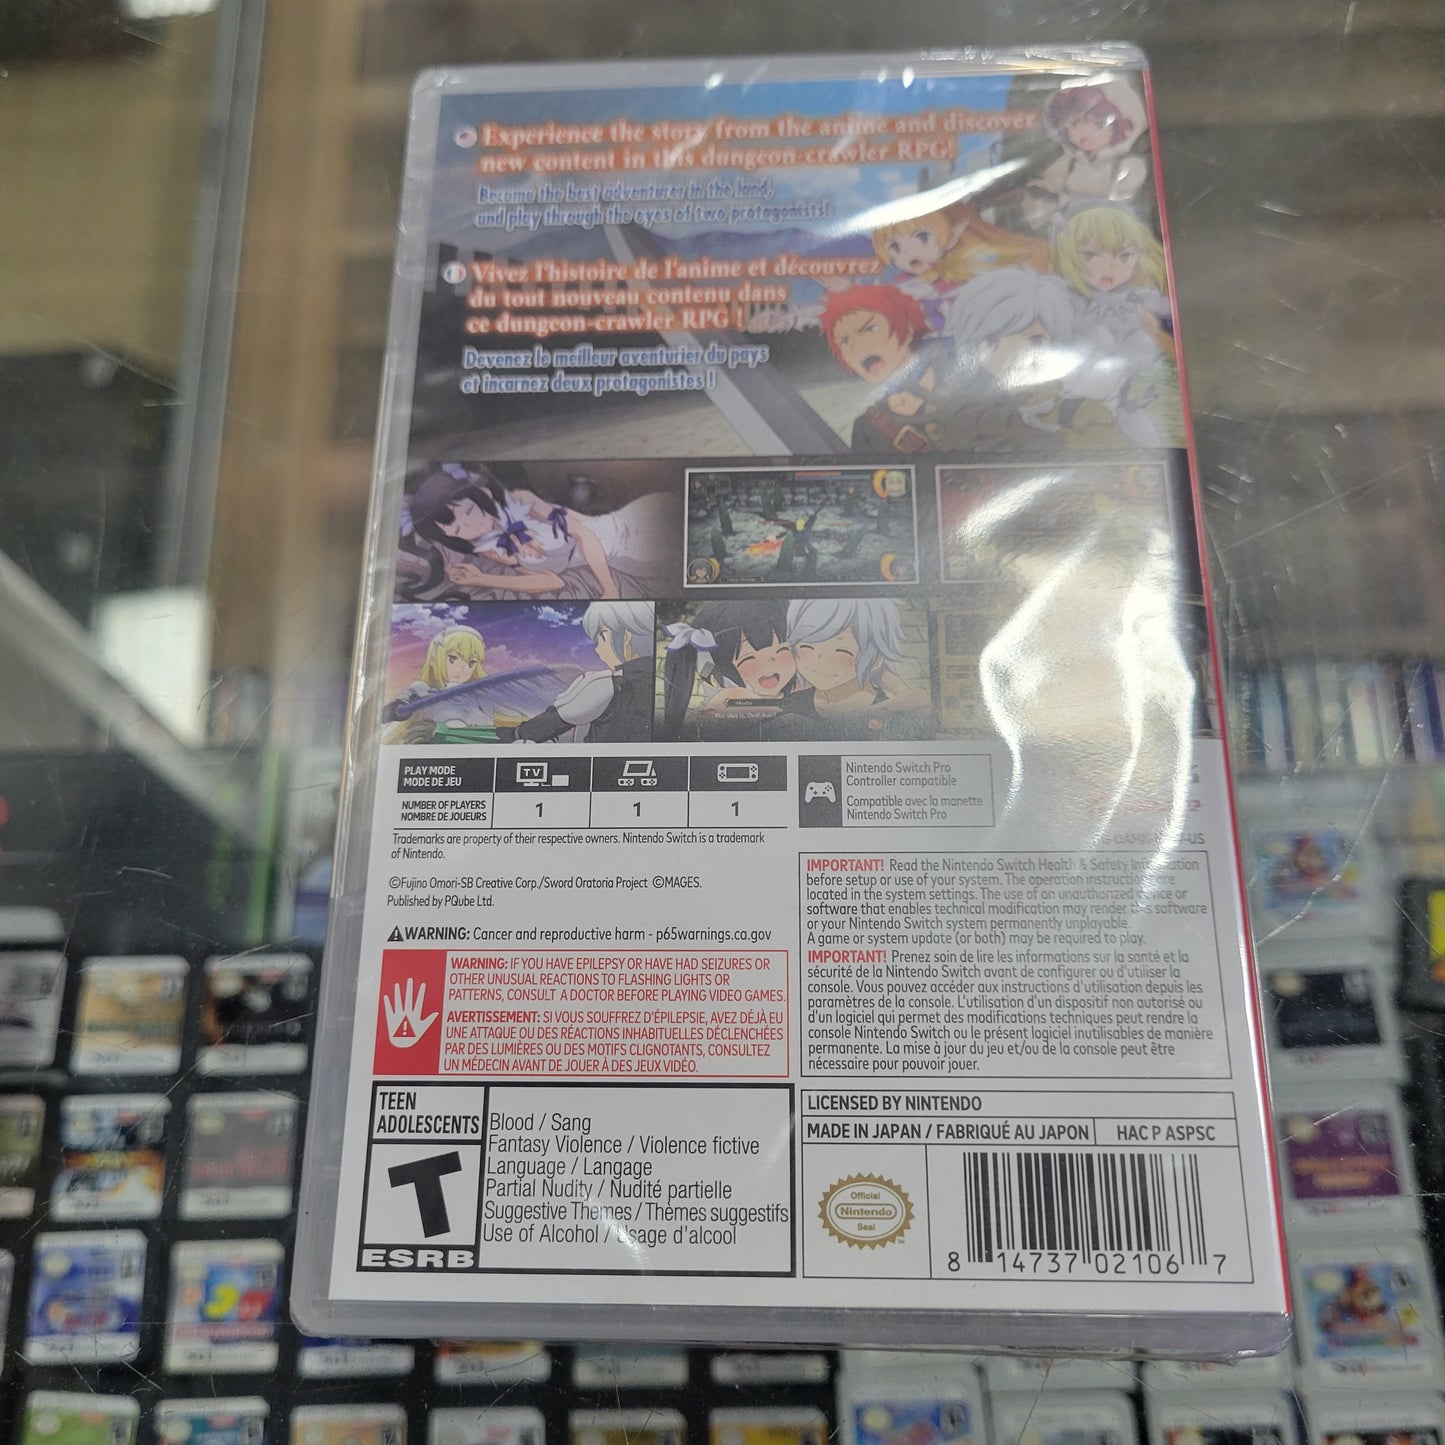 Experience the story from the anime and discover
new content in this dungeon-crawler RPG!
Become the best adventurer in the land,
and play through the eyes of two protagonists!
Vivez l'histoire de l'anime et découvrez
du tout nouveau contenu dans
ce dungeon-crawler RPG !
Devenez le meilleur aventurier du pays
et incarnez deux protagonistes !
PLAY MODE
MODE DE JEU
TV
NUMBER OF PLAYERS
NOMBRE DE JOUEURS
1
1
1
Nintendo Switch Pro
Controller compatible
Compatible avec la manette
Nintendo Switch Pro
Trademarks are property of their respective owners. Nintendo Switch is a trademark
of Nintendo.
©Fujino Omori-SB Creative Corp./Sword Oratoria Project ©MAGES.
Published by PQube Ltd.
WARNING: Cancer and reproductive harm - p65warnings.ca.gov
WARNING: IF YOU HAVE EPILEPSY OR HAVE HAD SEIZURES OR
OTHER UNUSUAL REACTIONS TO FLASHING LIGHTS OR
PATTERNS, CONSULT A DOCTOR BEFORE PLAYING VIDEO GAMES.
AVERTISSEMENT: SI VOUS SOUFFREZ D'ÉPILEPSIE, AVEZ DÉJÀ EU
UNE ATTAQUE OU DES RÉACTIONS INHABITUELLES DÉCLENCHÉES
PAR DES LUMIÈRES OU DES MOTIFS CLIGNOTANTS, CONSULTEZ
UN MÉDECIN AVANT DE JOUER À DES JEUX VIDÉO.
IMPORTANT! Read the Nintendo Switch Health & Safety Information
before setup or use of your system. The operation instructions are
located in the system settings. The use of an unauthorized device or
software that enables technical modification may render this software
or your Nintendo Switch system permanently unplayable.
A game or system update (or both) may be required to play.
IMPORTANT! Prenez soin de lire les informations sur la santé et la
sécurité de la Nintendo Switch avant de configurer ou d'utiliser la
console. Vous pouvez accéder aux instructions d'utilisation depuis les
paramètres de la console. L'utilisation d'un dispositif non autorisé ou
d'un logiciel qui permet des modifications techniques peut rendre la
console Nintendo Switch ou le présent logiciel inutilisables de manière
permanente. La mise à jour du jeu et/ou de la console peut être
nécessaire pour pouvoir jouer.
TEEN
ADOLESCENTS
T
ESRB
Blood / Sang
Fantasy Violence / Violence fictive
Language / Langage
Partial Nudity / Nudité partielle
Suggestive Themes / Thèmes suggestifs
Use of Alcohol / Usage d'alcool
LICENSED BY NINTENDO
MADE IN JAPAN / FABRIQUÉ AU JAPON
HAC P ASPSC
Official
Nintendo
Seal
8 14737 02106 7